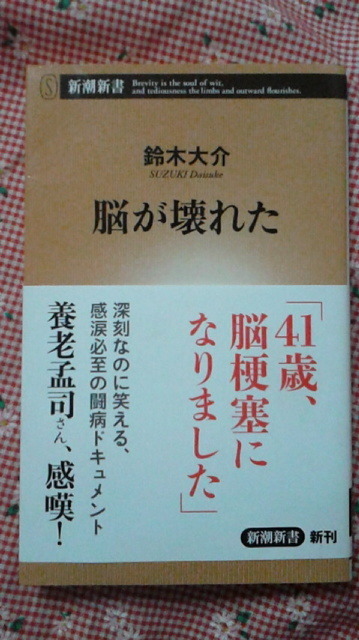 新潮新書
Brevity is the soul of wit,
and tediousness the limbs and outward flourishes.
鈴木大介
SUZUKI Daisuke
脳が壊れた
「41歳、
脳梗塞に
なりました」
深刻なのに笑える、
感涙必至の闘病ドキュメント
養老孟司さん、感嘆!
新潮新書 新刊